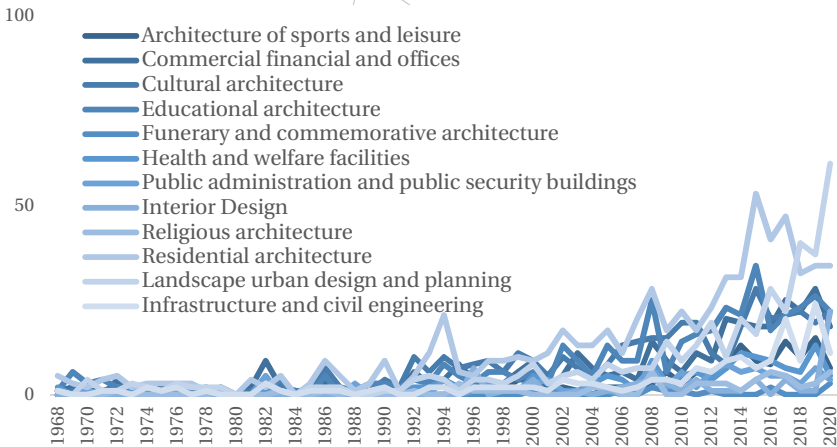 100
Architecture of sports and leisure
Commercial financial and offices
Cultural architecture
Educational architecture
Funerary and commemorative architecture
Health and welfare facilities
Public administration and public security buildings
50
Interior Design
Religious architecture
Residential architecture
Landscape urban design and planning
Infrastructure and civil engineering
0
1968 1970 1972 1974 1976 1978 1980 1982 1984 1986 1988 1990 1992 1994 1996 1998 2000 2002 2004 2006 2008 2010 2012 2014 2016 2018 2020